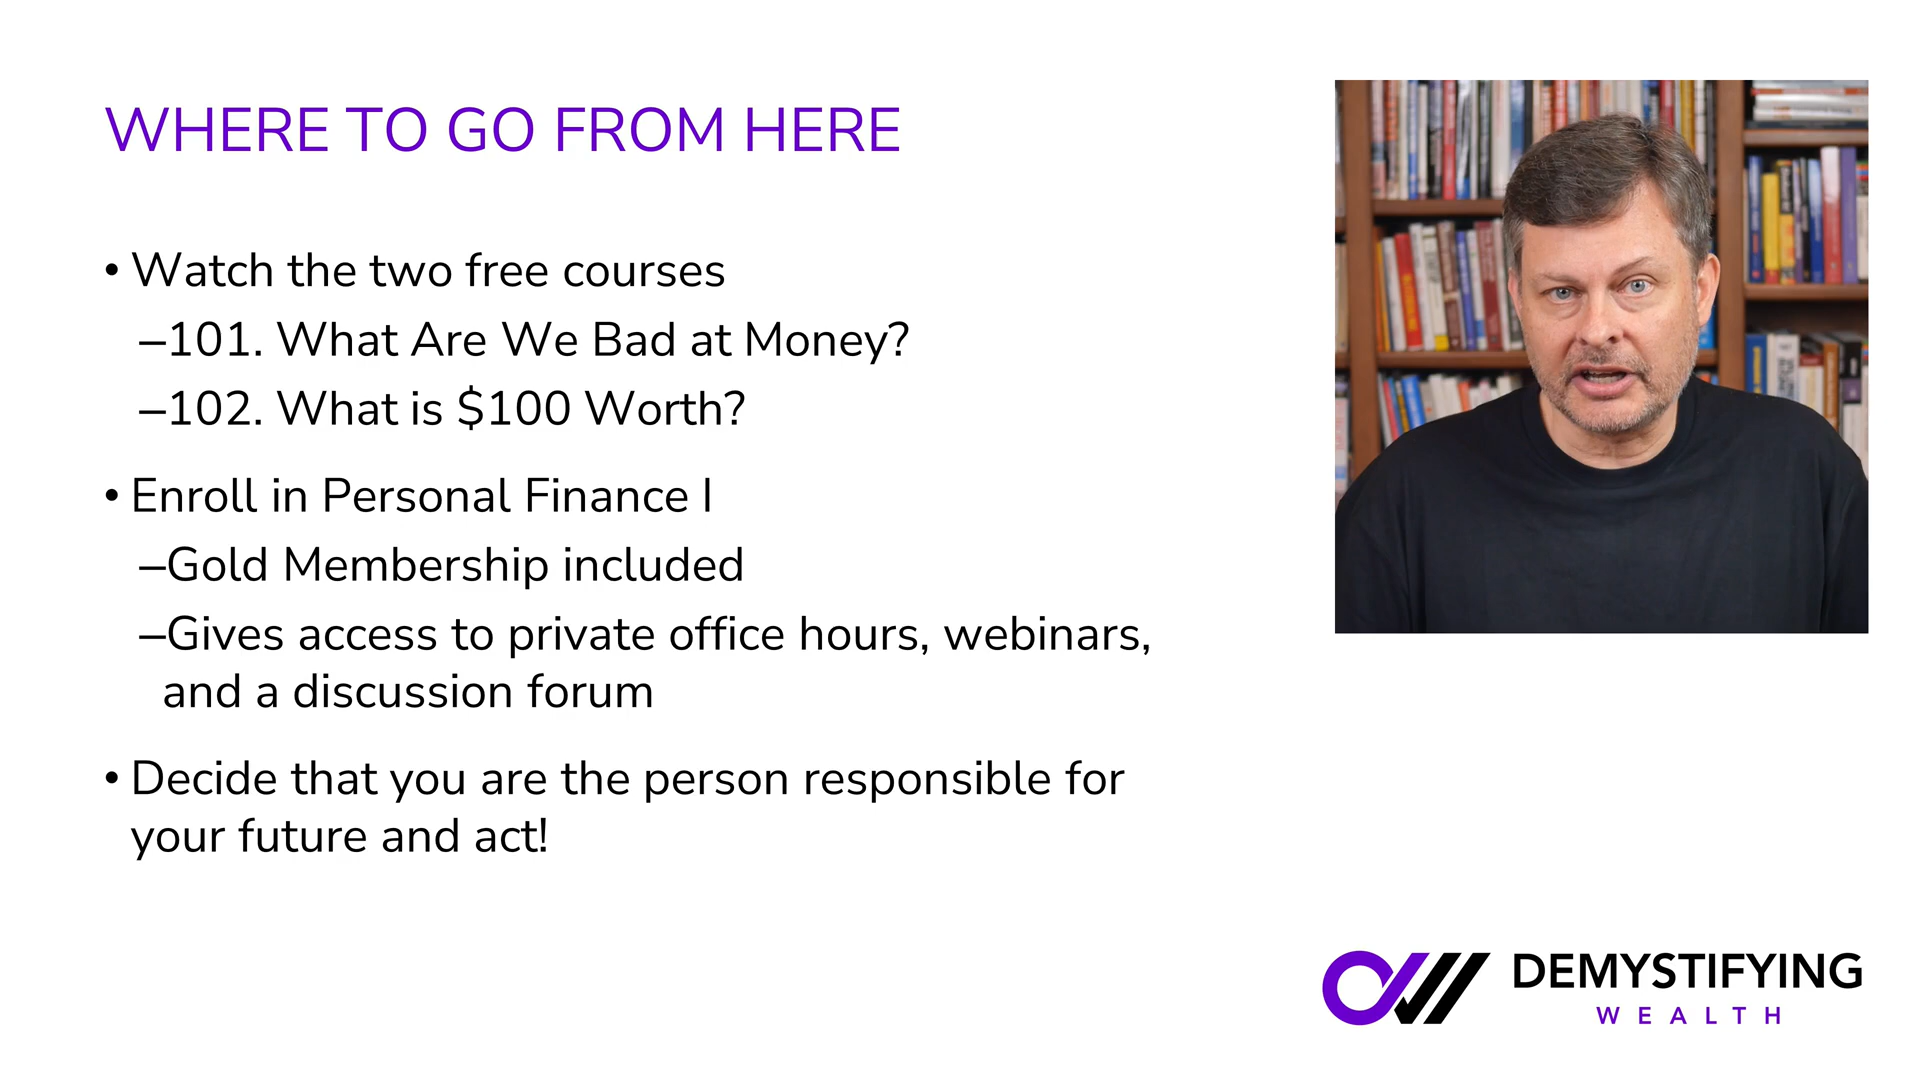 WHERE TO GO FROM HERE
• Watch the two free courses
–101. What Are We Bad at Money?
–102. What is $100 Worth?
• Enroll in Personal Finance I
–Gold Membership included
–Gives access to private office hours, webinars,
and a discussion forum
• Decide that you are the person responsible for
your future and act!
DEMYSTIFYING
WEALTH